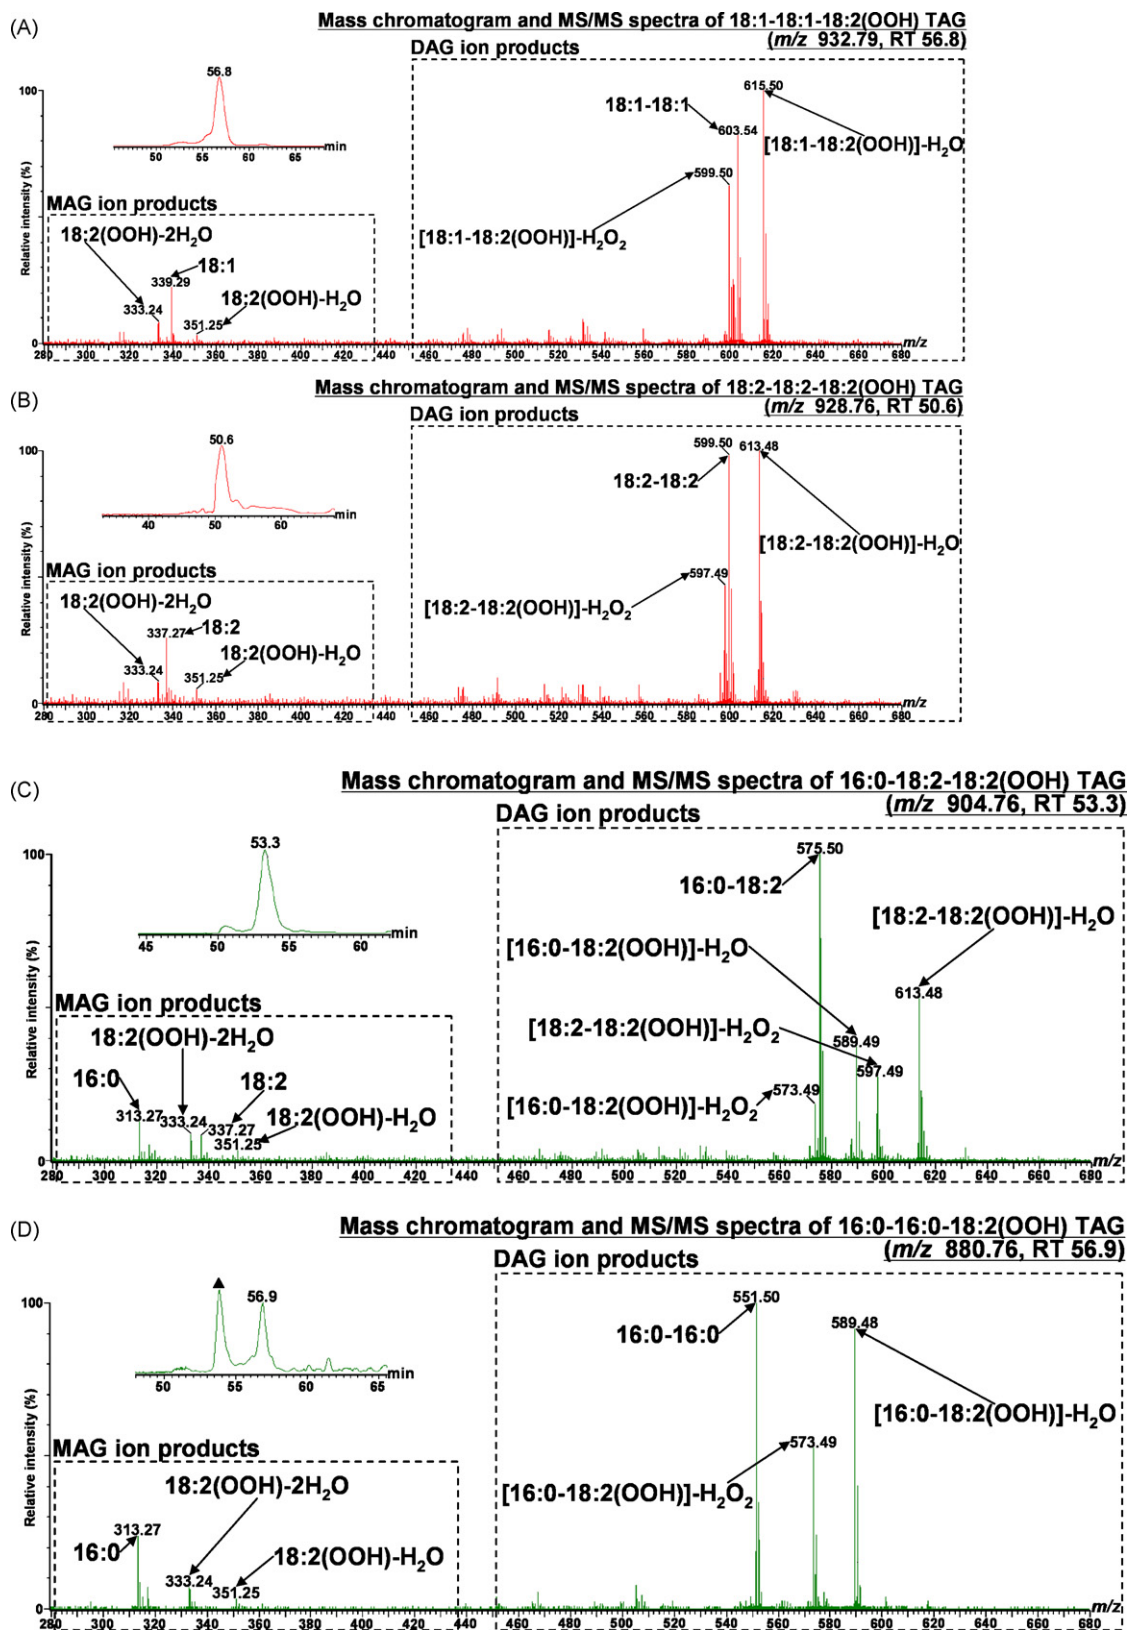 (A)
Mass chromatogram and MS/MS spectra of 18:1-18:1-18:2(OOH) TAG
(m/z 932.79, RT 56.8)
DAG ion products
56.8
50 55 60 65 min
100
Relative intensity (%)
0
615.50
18:1-18:1
603.54
[18:1-18:2(OOH)]-H₂O
599.50
[18:1-18:2(OOH)]-H₂O₂
MAG ion products
18:2(OOH)-2H₂O
18:1
339.29
18:2(OOH)-H₂O
333.24
351.25
280 300 320 340 360 380 400 420 440 460 480 500 520 540 560 580 600 620 640 660 680 m/z
(B)
Mass chromatogram and MS/MS spectra of 18:2-18:2-18:2(OOH) TAG
(m/z 928.76, RT 50.6)
DAG ion products
50.6
40 50 60 min
100
Relative intensity (%)
0
599.50 613.48
18:2-18:2
[18:2-18:2(OOH)]-H₂O
597.49
[18:2-18:2(OOH)]-H₂O₂
MAG ion products
18:2(OOH)-2H₂O
18:2
337.27
18:2(OOH)-H₂O
333.24
351.25
280 300 320 340 360 380 400 420 440 460 480 500 520 540 560 580 600 620 640 660 680 m/z
(C)
Mass chromatogram and MS/MS spectra of 16:0-18:2-18:2(OOH) TAG
(m/z 904.76, RT 53.3)
DAG ion products
53.3
45 50 55 60 min
100
Relative intensity (%)
0
575.50
16:0-18:2
[18:2-18:2(OOH)]-H₂O
[16:0-18:2(OOH)]-H₂O
613.48
[18:2-18:2(OOH)]-H₂O₂
589.49
597.49
[16:0-18:2(OOH)]-H₂O₂
573.49
MAG ion products
18:2(OOH)-2H₂O
16:0
18:2
18:2(OOH)-H₂O
313.27
333.24
337.27
351.25
280 300 320 340 360 380 400 420 440 460 480 500 520 540 560 580 600 620 640 660 680 m/z
(D)
Mass chromatogram and MS/MS spectra of 16:0-16:0-18:2(OOH) TAG
(m/z 880.76, RT 56.9)
DAG ion products
56.9
50 55 60 65 min
100
Relative intensity (%)
0
551.50
16:0-16:0
589.48
[16:0-18:2(OOH)]-H₂O
573.49
[16:0-18:2(OOH)]-H₂O₂
MAG ion products
18:2(OOH)-2H₂O
313.27
16:0
18:2(OOH)-H₂O
333.24
351.25
280 300 320 340 360 380 400 420 440 460 480 500 520 540 560 580 600 620 640 660 680 m/z